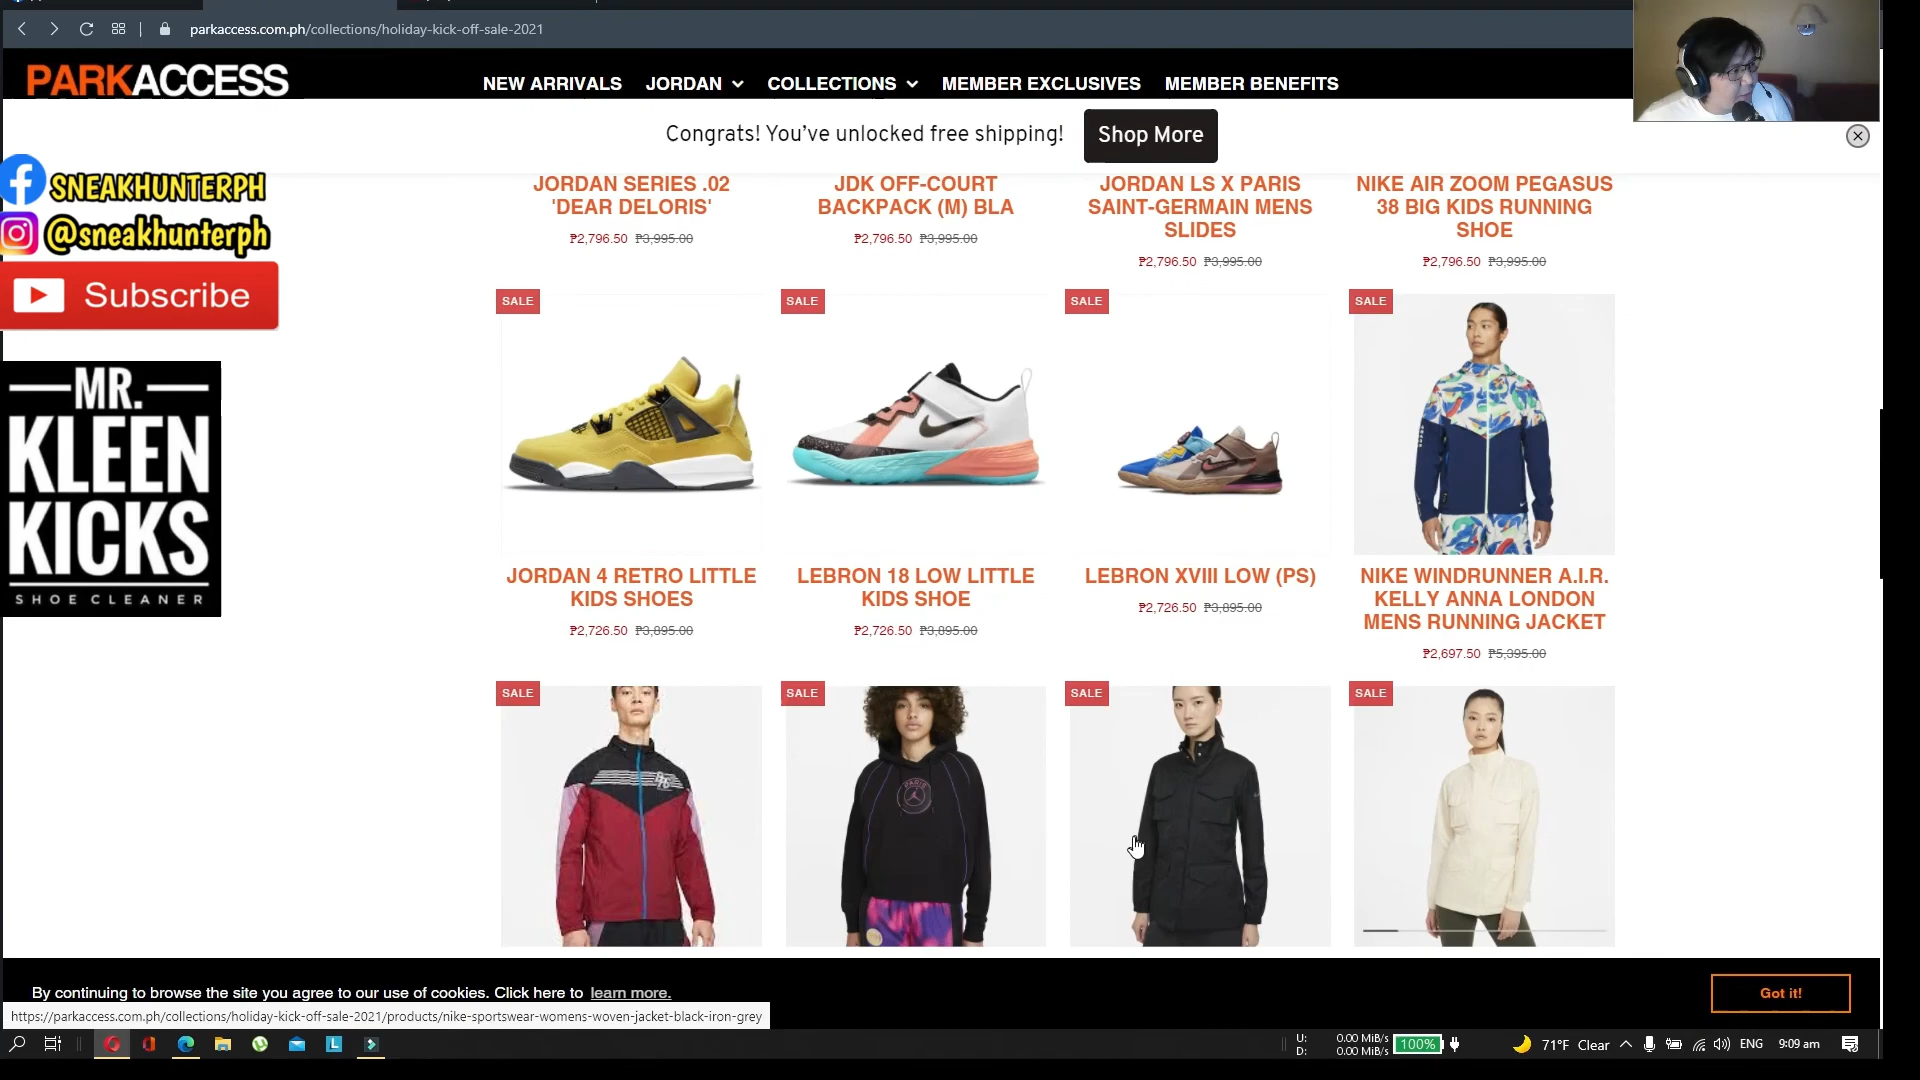 parkaccess.com.ph/collections/holiday-kick-off-sale-2021
PARKACCESS
NEW ARRIVALS
JORDAN
COLLECTIONS
MEMBER EXCLUSIVES
MEMBER BENEFITS
Congrats! You've unlocked free shipping!
Shop More
SNEAKHUNTERPH
@sneakhunterph
Subscribe
MR.
KLEEN
KICKS
SHOE CLEANER
JORDAN SERIES .02
'DEAR DELORIS'
₱2,796.50 ₱3,995.00
JDK OFF-COURT
BACKPACK (M) BLA
₱2,796.50 ₱3,995.00
JORDAN LS X PARIS
SAINT-GERMAIN MENS
SLIDES
₱2,796.50 ₱3,995.00
NIKE AIR ZOOM PEGASUS
38 BIG KIDS RUNNING
SHOE
₱2,796.50 ₱3,995.00
SALE
SALE
SALE
SALE
JORDAN 4 RETRO LITTLE
KIDS SHOES
₱2,726.50 ₱3,895.00
LEBRON 18 LOW LITTLE
KIDS SHOE
₱2,726.50 ₱3,895.00
LEBRON XVIII LOW (PS)
₱2,726.50 ₱3,895.00
NIKE WINDRUNNER A.I.R.
KELLY ANNA LONDON
MENS RUNNING JACKET
₱2,697.50 ₱5,395.00
SALE
SALE
SALE
SALE
By continuing to browse the site you agree to our use of cookies. Click here to learn more.
Got it!
https://parkaccess.com.ph/collections/holiday-kick-off-sale-2021/products/nike-sportswear-womens-woven-jacket-black-iron-grey
U: 0.00 MiB/s
D: 0.00 MiB/s
100%
71°F Clear
ENG
9:09 am